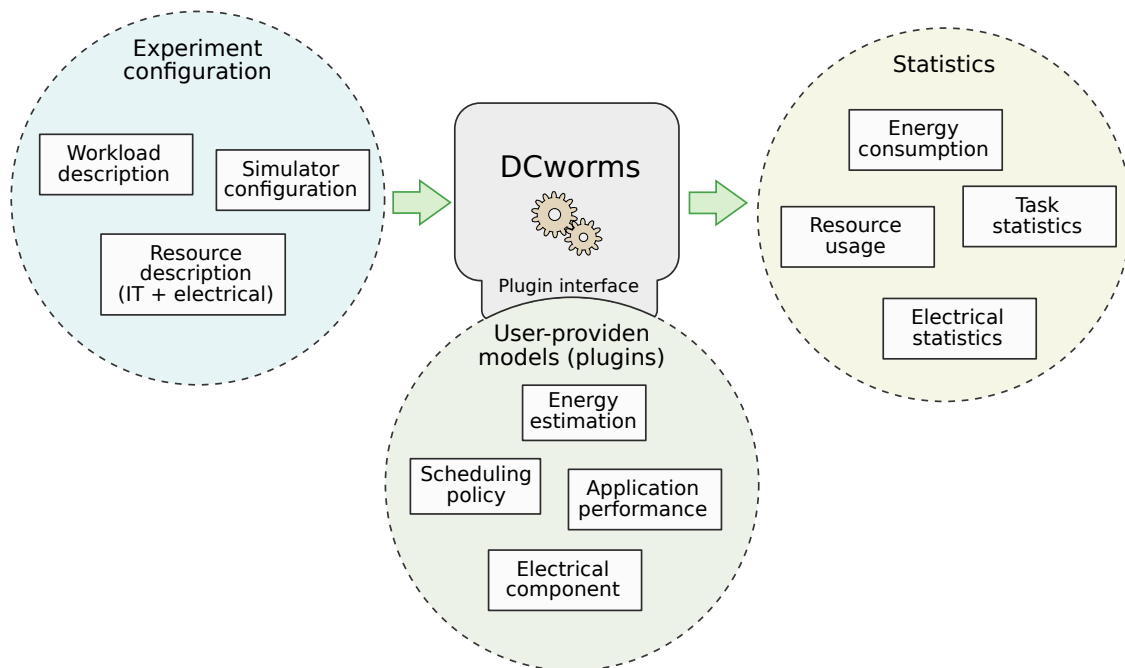 Experiment
configuration
Workload
description
Simulator
configuration
Resource
description
(IT + electrical)
DCworms
Plugin interface
User-providen
models (plugins)
Energy
estimation
Scheduling
policy
Application
performance
Electrical
component
Statistics
Energy
consumption
Resource
usage
Task
statistics
Electrical
statistics